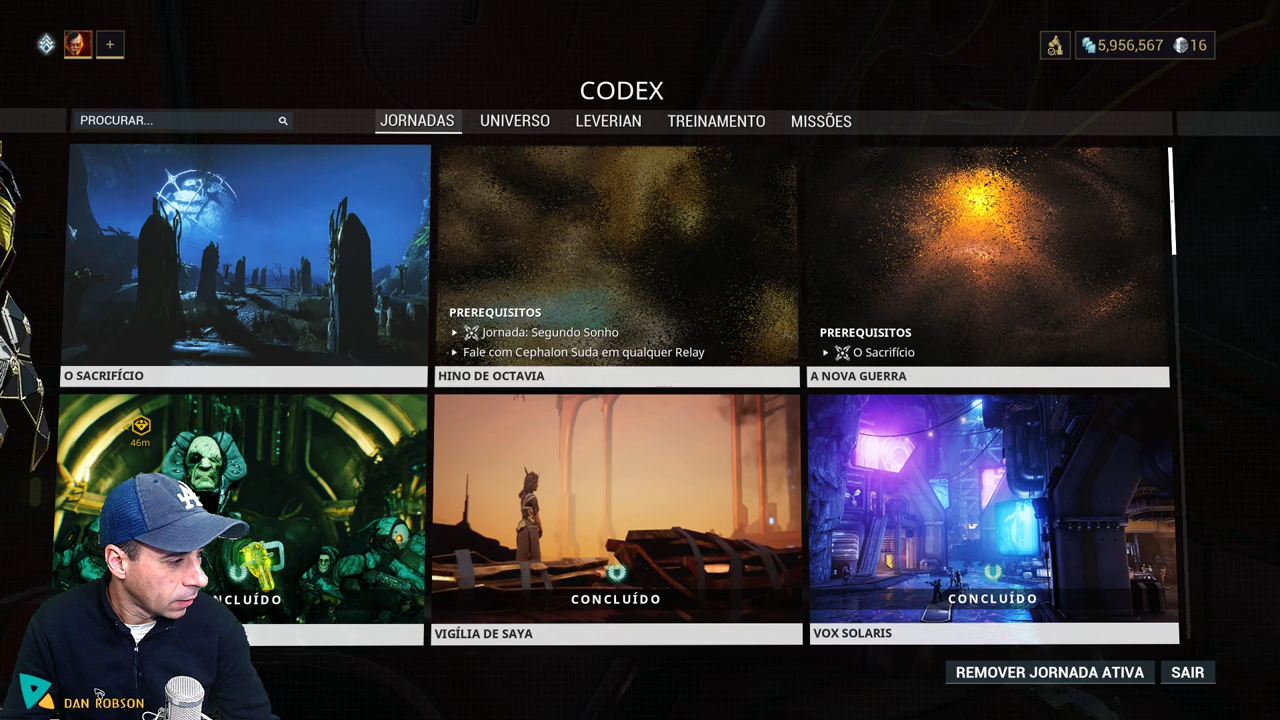 +
5,956,567 16
CODEX
PROCURAR...
JORNADAS UNIVERSO LEVERIAN TREINAMENTO MISSÕES
PREREQUISITOS
Jornada: Segundo Sonho
Fale com Cephalon Suda em qualquer Relay
PREREQUISITOS
O Sacrifício
O SACRIFÍCIO
HINO DE OCTAVIA
A NOVA GUERRA
46m
LA
NCLUÍDO
CONCLUÍDO
CONCLUÍDO
VIGÍLIA DE SAYA
VOX SOLARIS
REMOVER JORNADA ATIVA
SAIR
DAN ROBSON